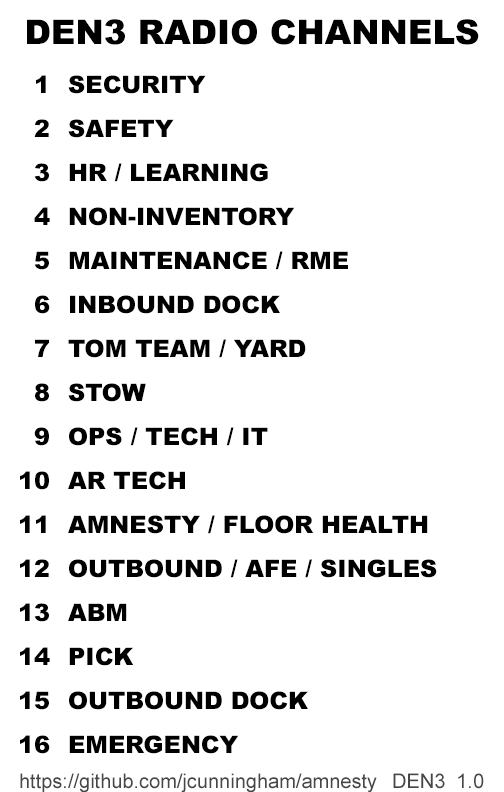 DEN3 RADIO CHANNELS
1 SECURITY
2 SAFETY
3 HR / LEARNING
4 NON-INVENTORY
5 MAINTENANCE / RME
6 INBOUND DOCK
7 TOM TEAM / YARD
8 STOW
9 OPS / TECH / IT
10 AR TECH
11 AMNESTY / FLOOR HEALTH
12 OUTBOUND / AFE / SINGLES
13 ABM
14 PICK
15 OUTBOUND DOCK
16 EMERGENCY
https://github.com/jcunningham/amnesty DEN3 1.0